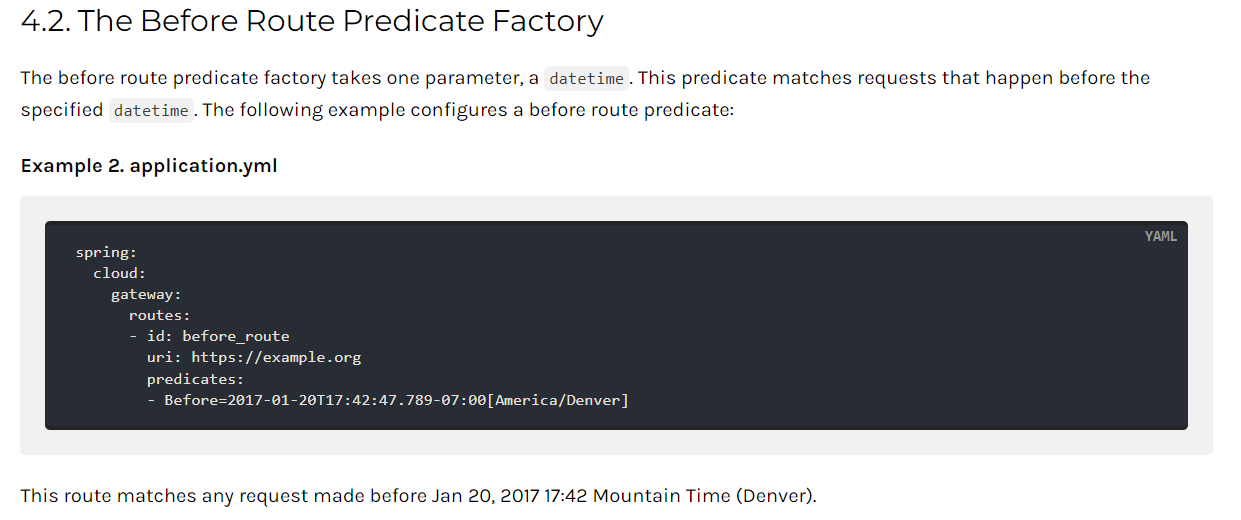 4.2. The Before Route Predicate Factory
The before route predicate factory takes one parameter, a datetime. This predicate matches requests that happen before the
specified datetime. The following example configures a before route predicate:
Example 2. application.yml
YAML
spring:
  cloud:
    gateway:
      routes:
      - id: before_route
        uri: https://example.org
        predicates:
        - Before=2017-01-20T17:42:47.789-07:00[America/Denver]
This route matches any request made before Jan 20, 2017 17:42 Mountain Time (Denver).